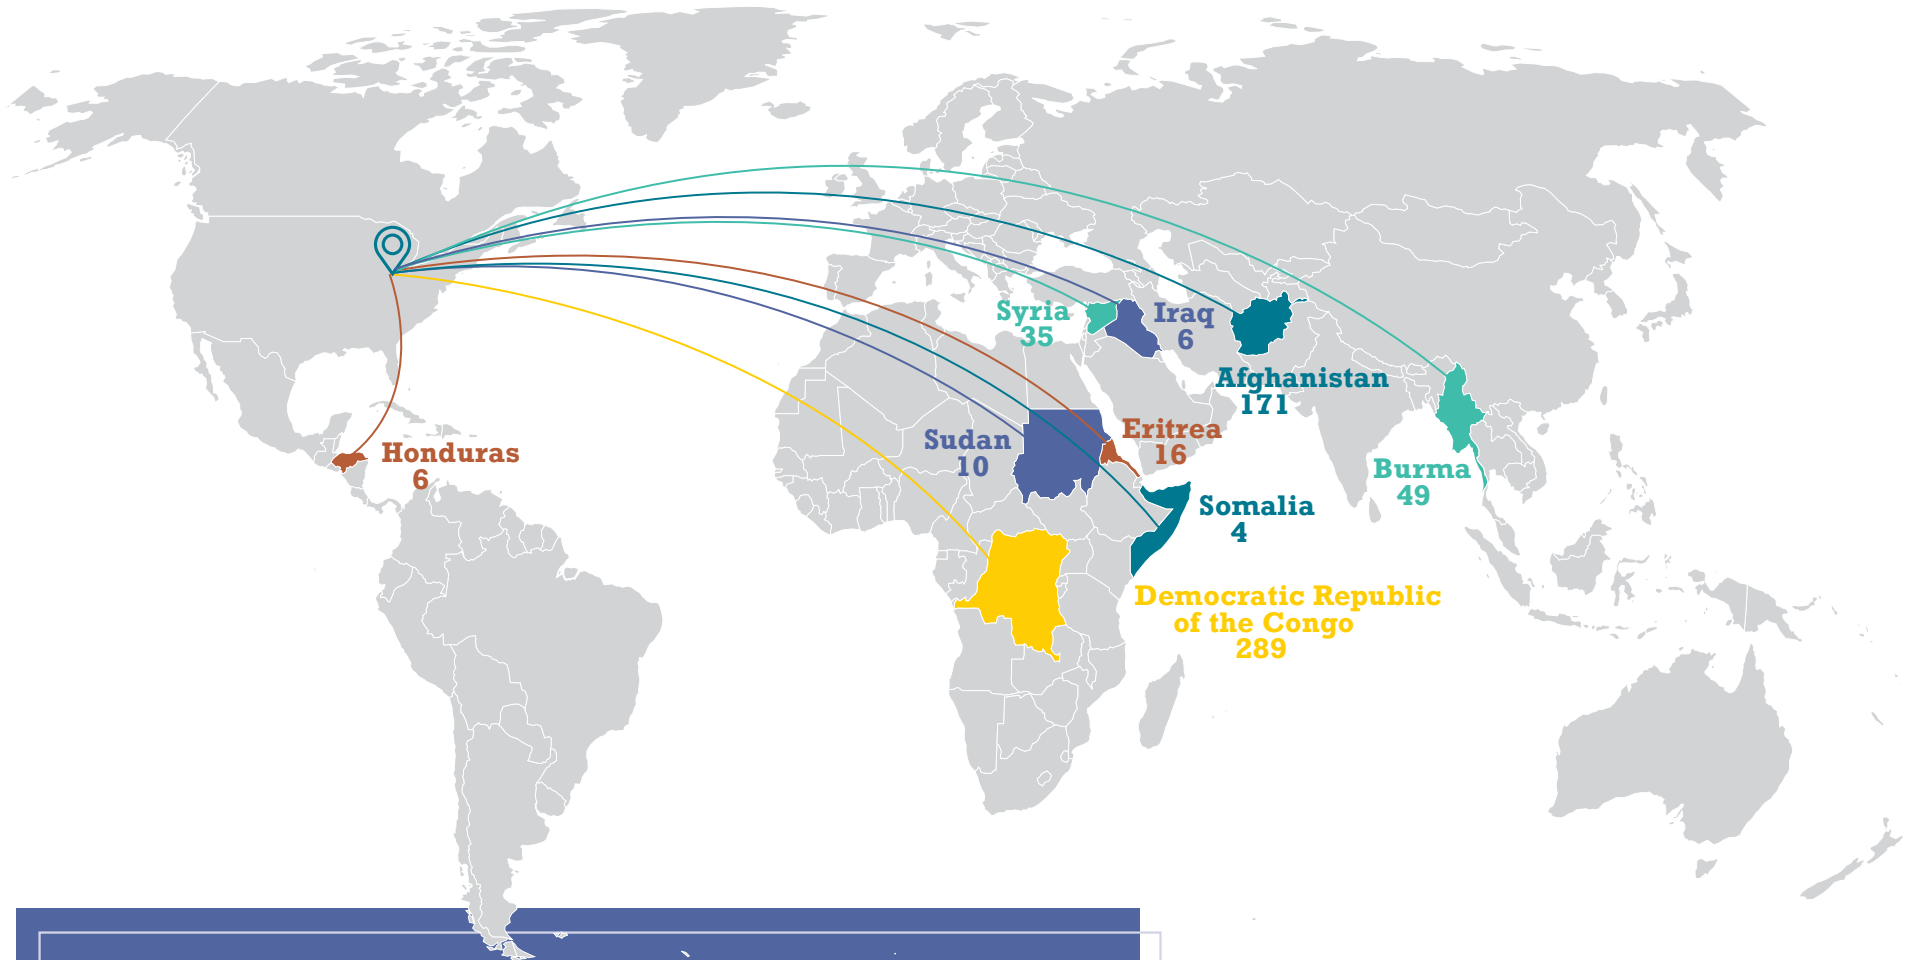 Syria
35
Iraq
6
Afghanistan
171
Honduras
6
Sudan
10
Eritrea
16
Burma
49
Somalia
4
Democratic Republic
of the Congo
289